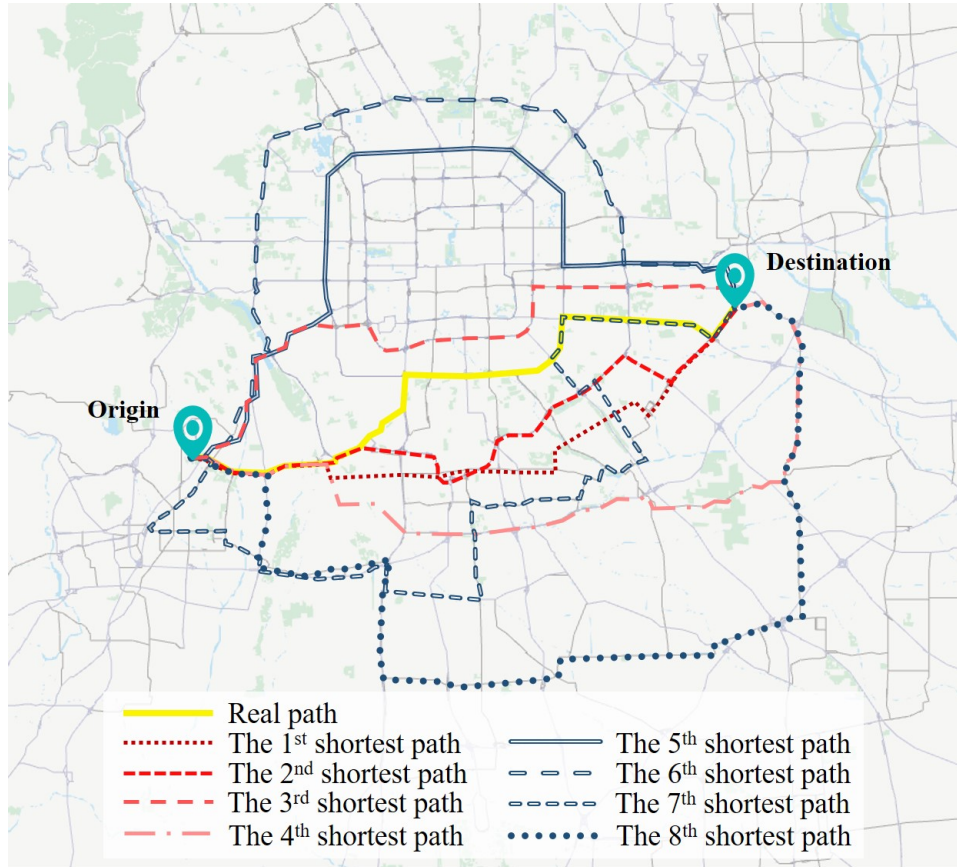 Destination
Origin
Real path
The 1st shortest path
The 2nd shortest path
The 3rd shortest path
The 4th shortest path
The 5th shortest path
The 6th shortest path
The 7th shortest path
The 8th shortest path